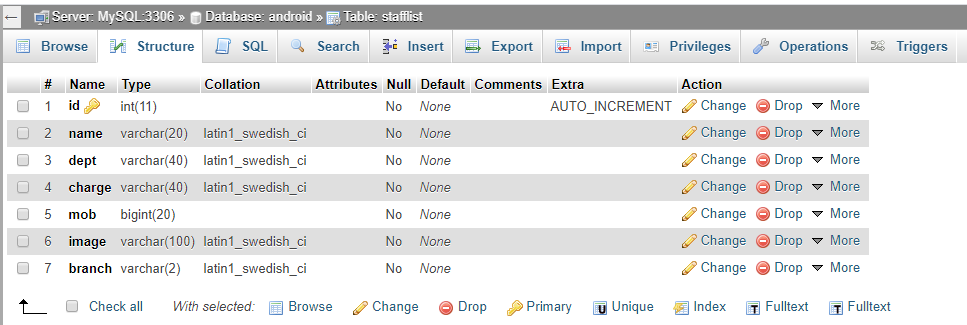 Server: MySQL:3306 » Database: android » Table: stafflist
Browse Structure SQL Search Insert Export Import Privileges Operations Triggers
# Name Type Collation Attributes Null Default Comments Extra Action
1 id int(11) No None AUTO_INCREMENT Change Drop More
2 name varchar(20) latin1_swedish_ci No None Change Drop More
3 dept varchar(40) latin1_swedish_ci No None Change Drop More
4 charge varchar(40) latin1_swedish_ci No None Change Drop More
5 mob bigint(20) No None Change Drop More
6 image varchar(100) latin1_swedish_ci No None Change Drop More
7 branch varchar(2) latin1_swedish_ci No None Change Drop More
Check all With selected: Browse Change Drop Primary Unique Index Fulltext Fulltext